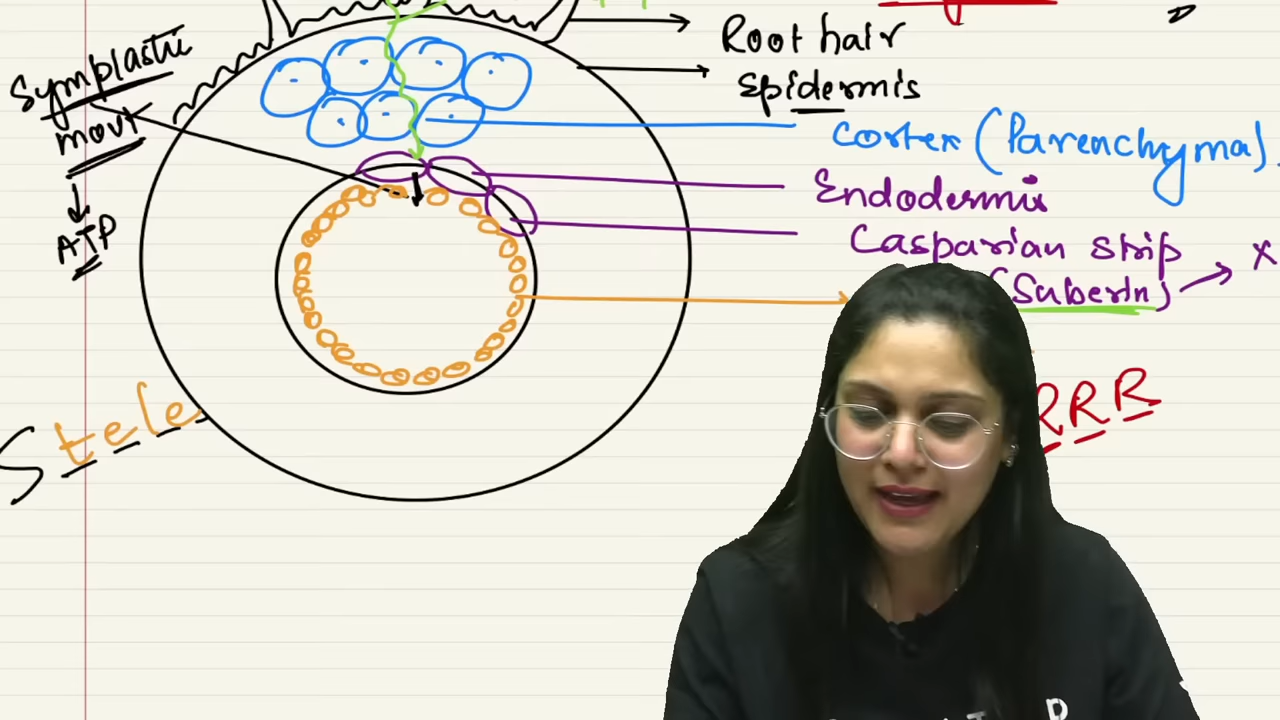 Root hair
Epidermis
Symplastic
movt
↓
ATP
Cortex (Parenchyma)
Endodermis
Casparian strip
(Suberin) → x
RRR
Stele